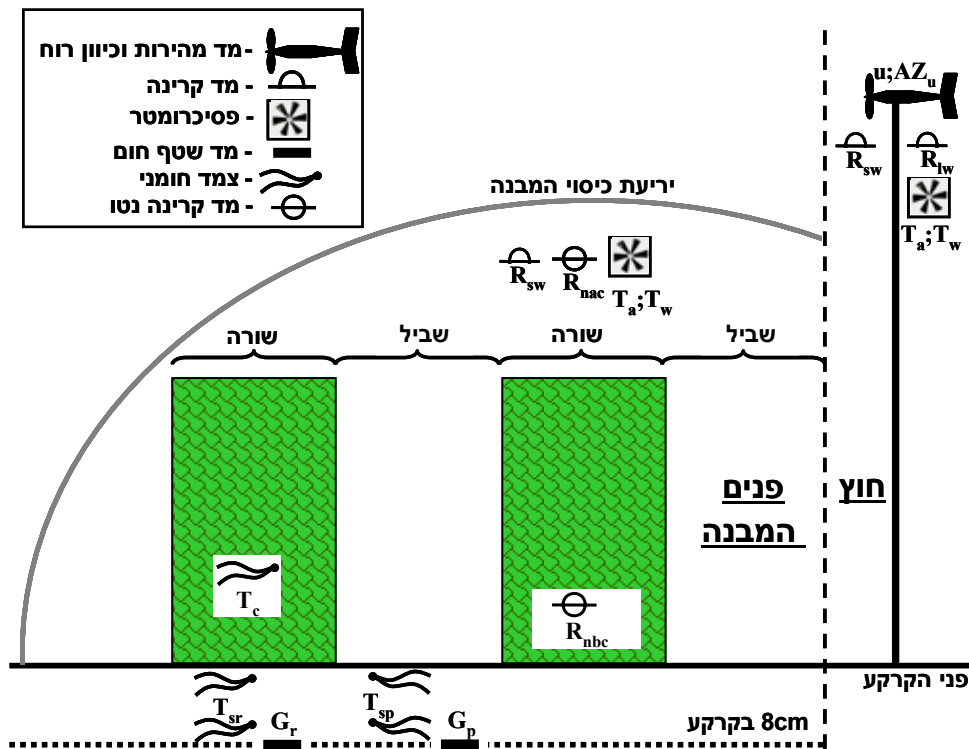 מד מהירות וכיוון רוח -
מד קרינה -
פסיכרומטר -
מד שטף חום -
צמד חומני -
מד קרינה נטו -
u;AZu
Rsw
Rlw
Ta;Tw
יריעת כיסוי המבנה
Rsw
Rnac
Ta;Tw
שורה
שביל
שורה
שביל
פנים
המבנה
חוץ
Tc
Rnbc
פני הקרקע
Tsr
Gr
Tsp
Gp
8cm בקרקע